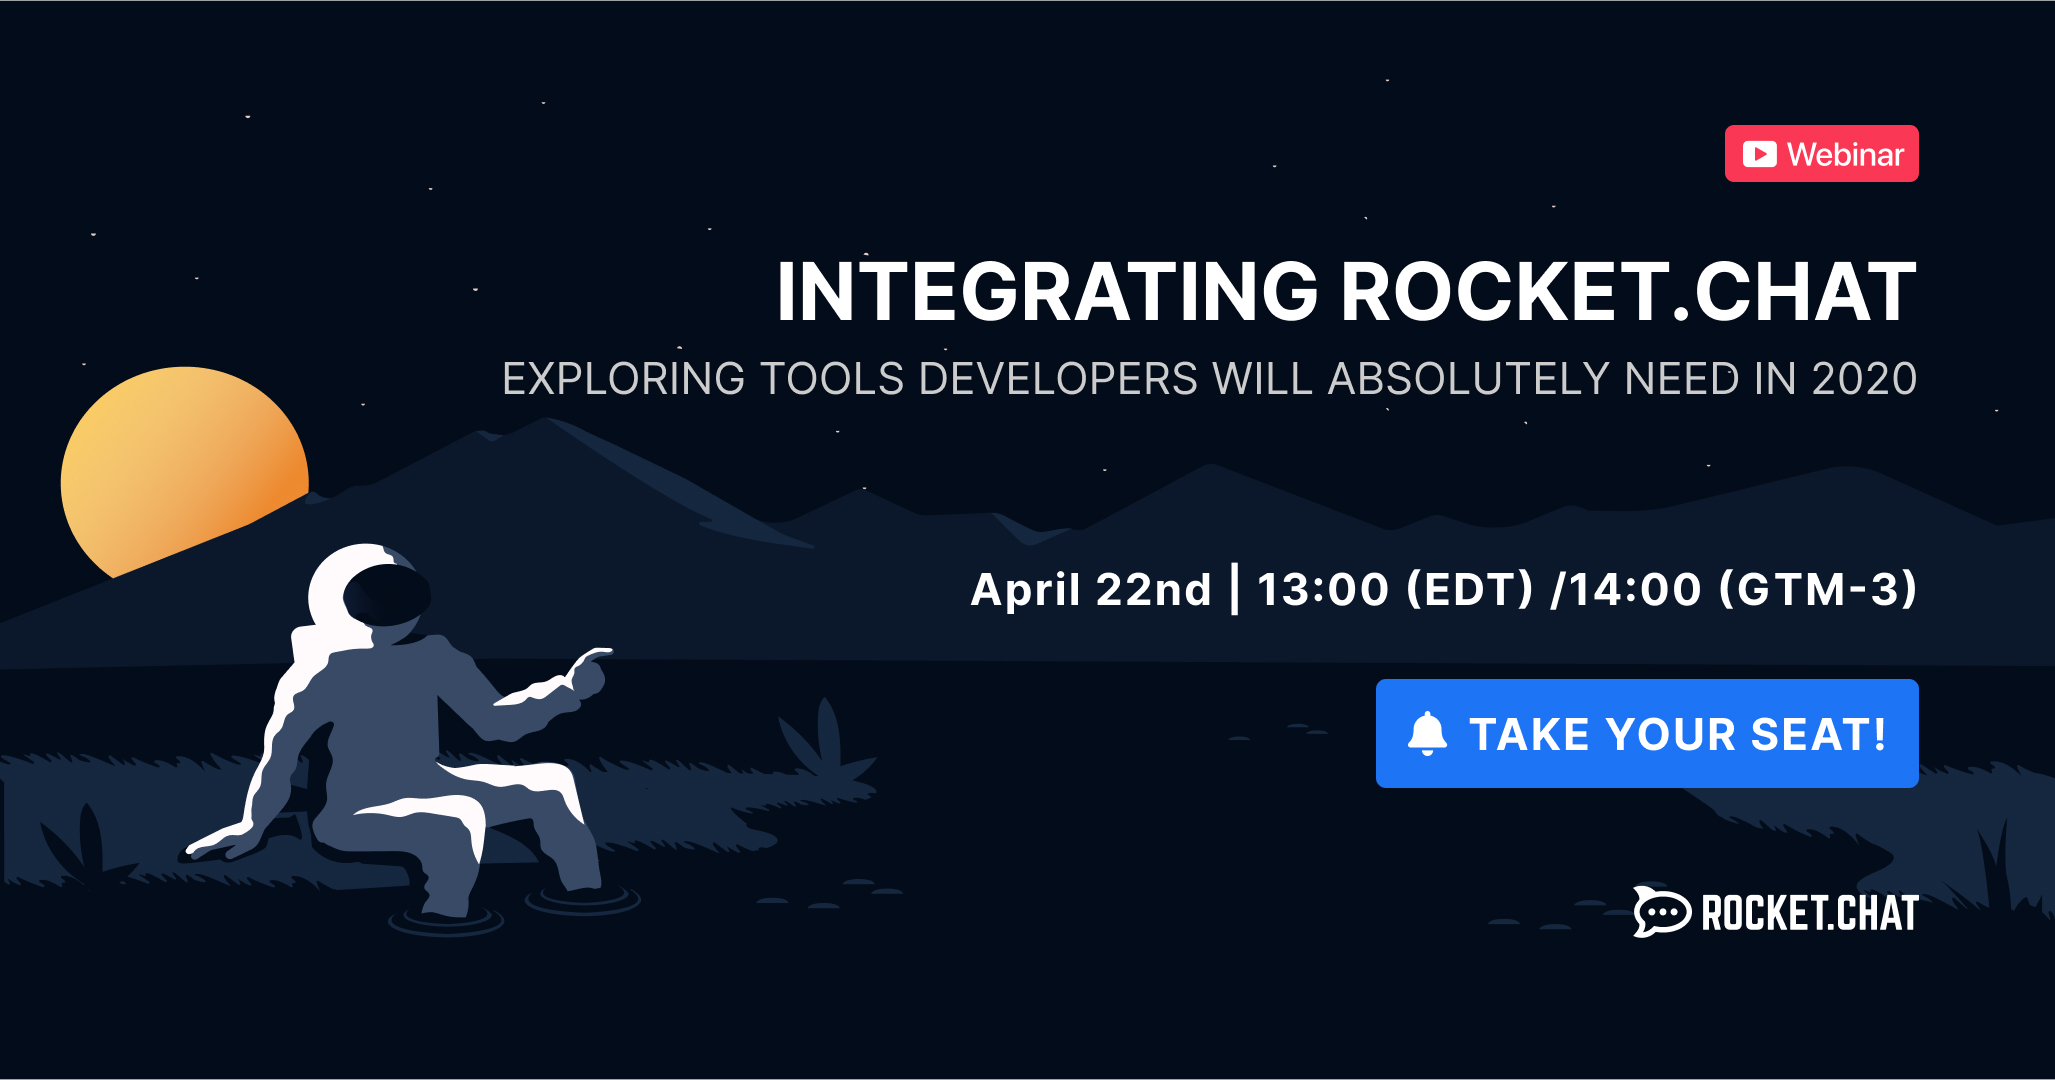 Webinar
INTEGRATING ROCKET.CHAT
EXPLORING TOOLS DEVELOPERS WILL ABSOLUTELY NEED IN 2020
April 22nd | 13:00 (EDT) /14:00 (GTM-3)
TAKE YOUR SEAT!
ROCKET.CHAT